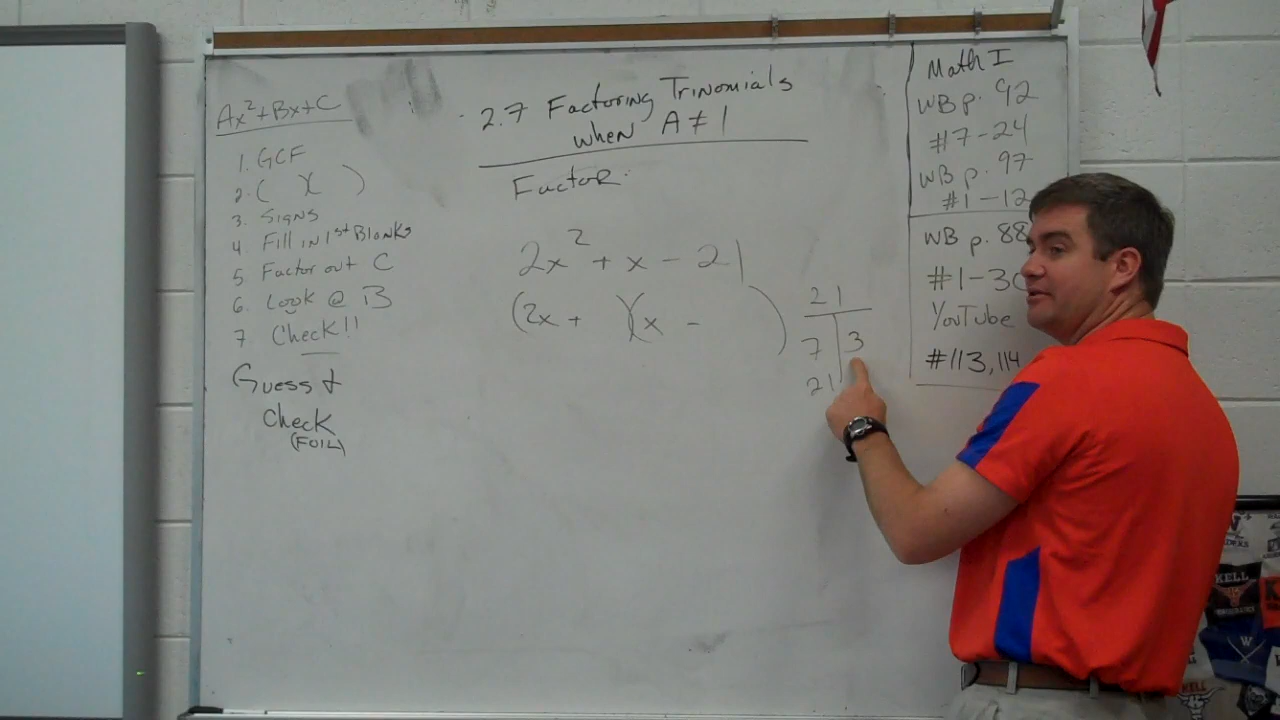 Ax²+Bx+C
1. GCF
2. ( )( )
3. Signs
4 Fill in 1st Blanks
5 Factor out C
6 Look @ B
7 Check!!
Guess &
Check
(FOIL)
2.7 Factoring Trinomials
when A≠1
Factor:
2x² + x - 21
(2x + )(x - )
21
7 3
21
Math I
WB p. 92
#7-24
WB p. 97
#1-12
WB p. 88
#1-30
YouTube
#113, 114
KELL
W
KELL